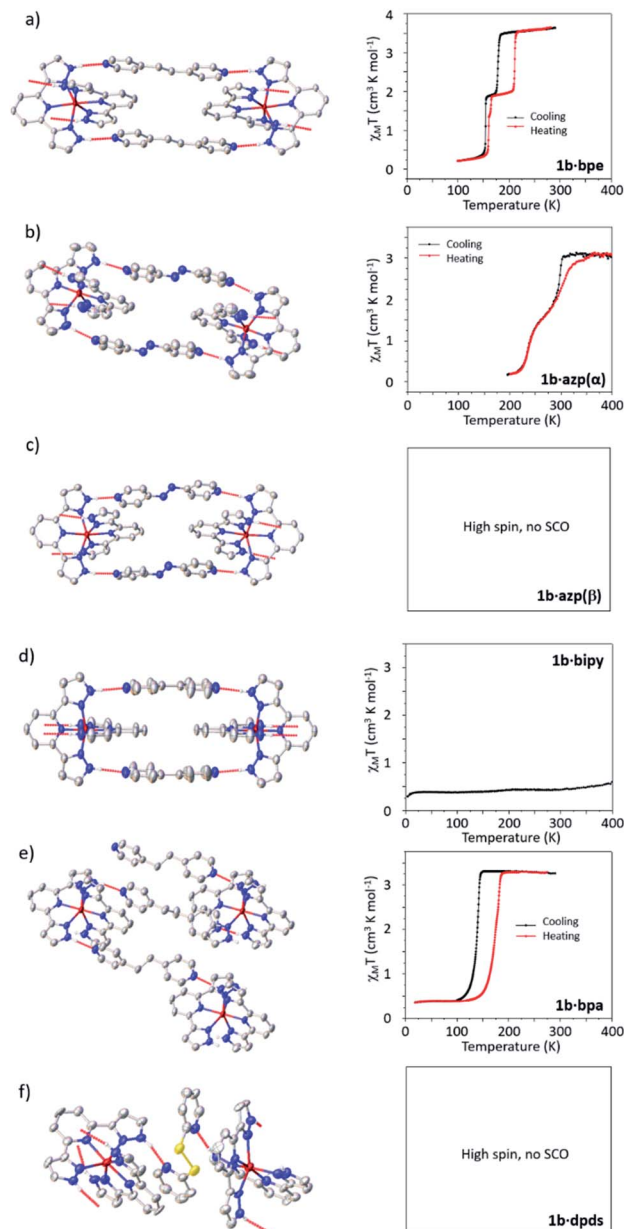 a)
χMT (cm³ K mol⁻¹)
3
2
1
0
Cooling
Heating
1b·bpe
0 100 200 300 400
Temperature (K)
b)
χMT (cm³ K mol⁻¹)
3
2
1
0
Cooling
Heating
1b·azp(α)
0 100 200 300 400
Temperature (K)
c)
High spin, no SCO
1b·azp(β)
d)
χMT (cm³ K mol⁻¹)
3
2
1
0
1b·bipy
0 100 200 300 400
Temperature (K)
e)
χMT (cm³ K mol⁻¹)
3
2
1
0
Cooling
Heating
1b·bpa
0 100 200 300 400
Temperature (K)
f)
High spin, no SCO
1b·dpds